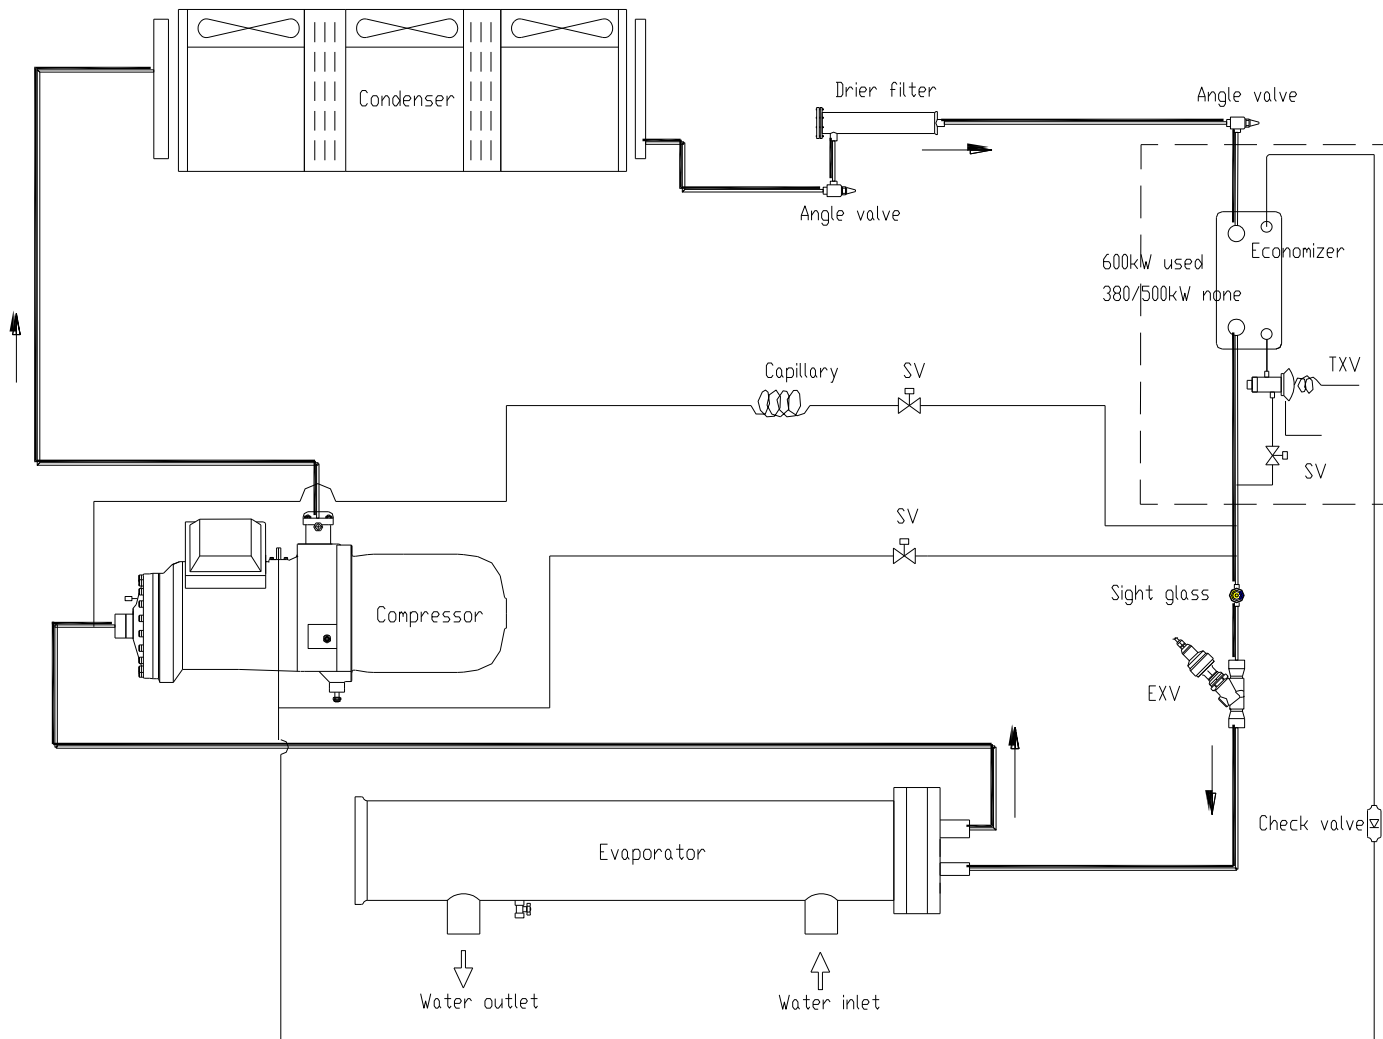 Drier filter
Angle valve
Condenser
Angle valve
Economizer
600kW used
380/500kW none
TXV
Capillary
SV
SV
SV
Sight glass
Compressor
EXV
Check valve
Evaporator
Water outlet
Water inlet